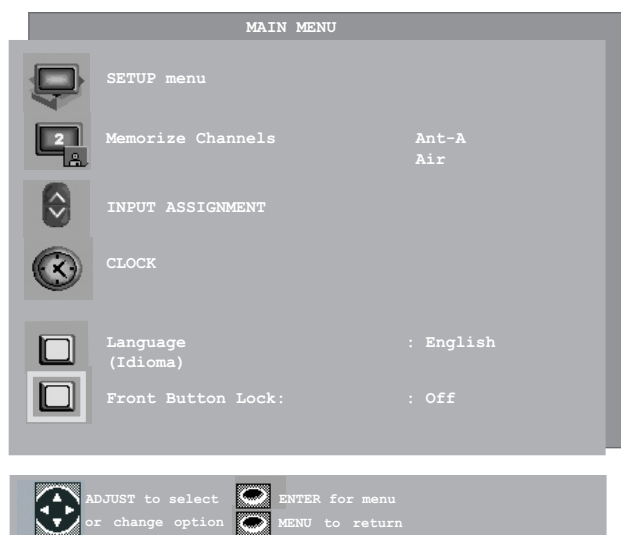 MAIN MENU
SETUP menu
2
Memorize Channels Ant-A
Air
INPUT ASSIGNMENT
CLOCK
Language : English
(Idioma)
Front Button Lock: : Off
ADJUST to select ENTER for menu
or change option MENU to return